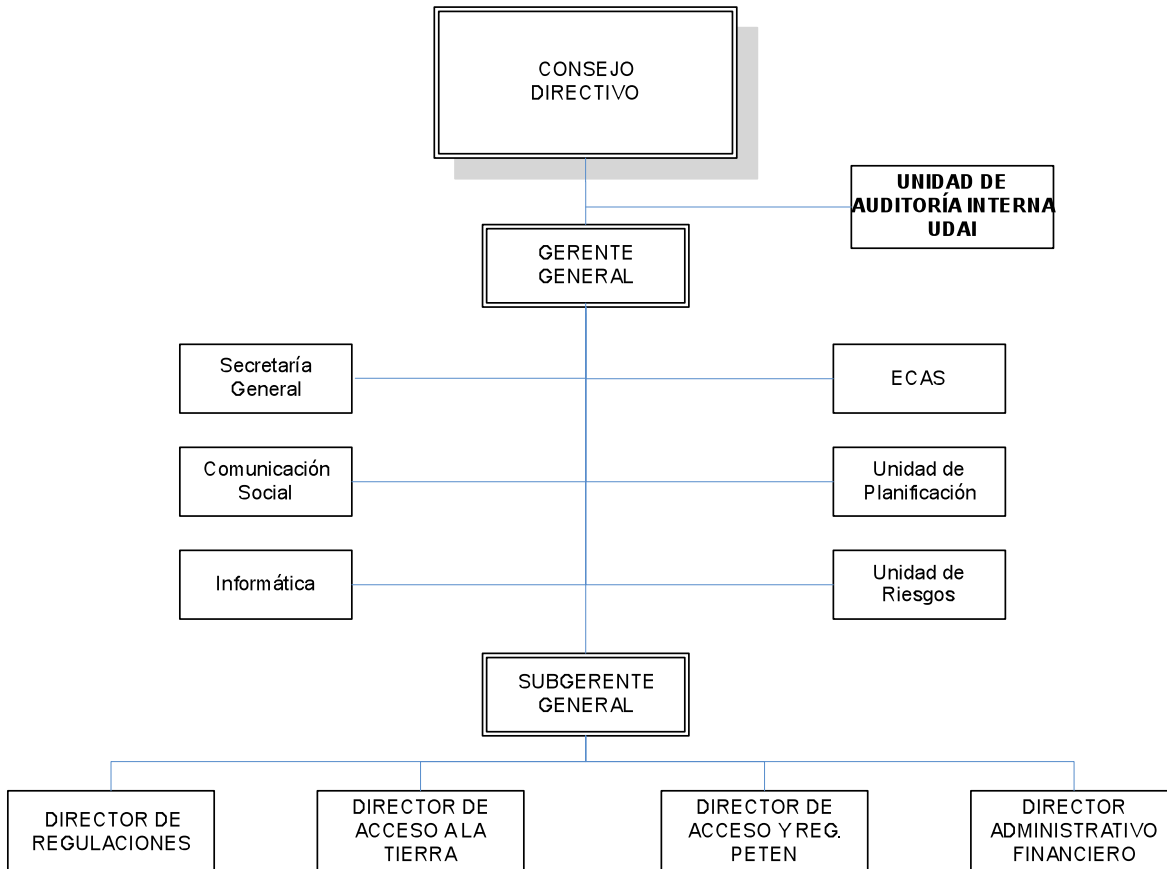 CONSEJO
DIRECTIVO
UNIDAD DE
AUDITORÍA INTERNA
UDAI
GERENTE
GENERAL
Secretaría
General
ECAS
Comunicación
Social
Unidad de
Planificación
Informática
Unidad de
Riesgos
SUBGERENTE
GENERAL
DIRECTOR DE
REGULACIONES
DIRECTOR DE
ACCESO A LA
TIERRA
DIRECTOR DE
ACCESO Y REG.
PETEN
DIRECTOR
ADMINISTRATIVO
FINANCIERO